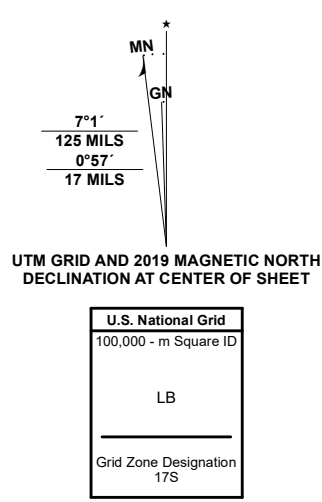 MN
GN
7°1´
125 MILS
0°57´
17 MILS
UTM GRID AND 2019 MAGNETIC NORTH
DECLINATION AT CENTER OF SHEET
U.S. National Grid
100,000 - m Square ID
LB
Grid Zone Designation
17S